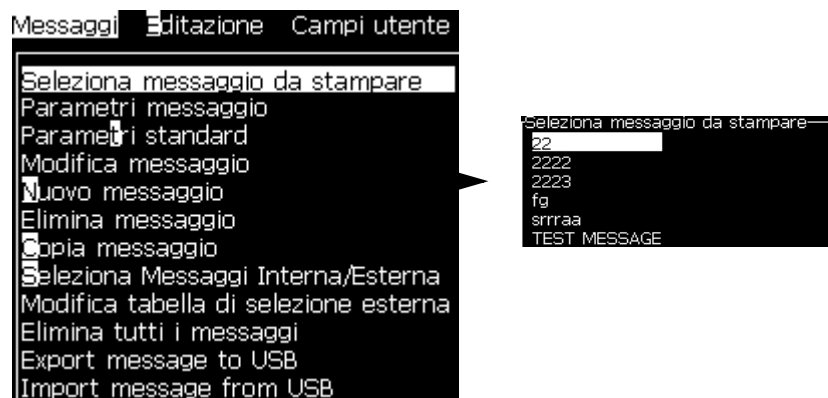 Messaggi Editazione Campi utente
Seleziona messaggio da stampare
Parametri messaggio
Parametri standard
Modifica messaggio
Nuovo messaggio
Elimina messaggio
Copia messaggio
Seleziona Messaggi Interna/Esterna
Modifica tabella di selezione esterna
Elimina tutti i messaggi
Export message to USB
Import message from USB
Seleziona messaggio da stampare
22
2222
2223
fg
srrraa
TEST MESSAGE